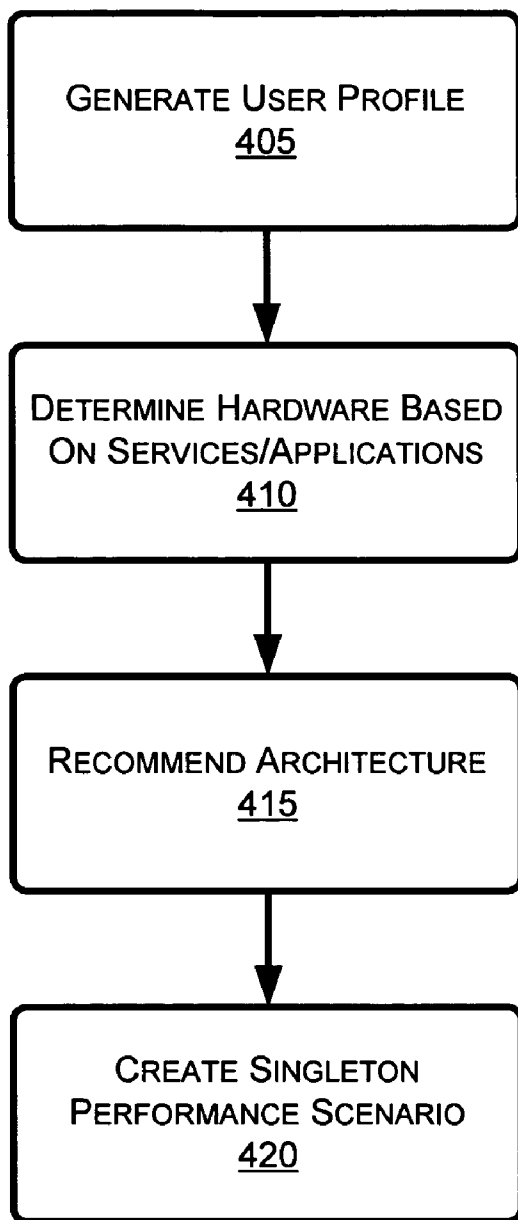 GENERATE USER PROFILE
405
DETERMINE HARDWARE BASED
ON SERVICES/APPLICATIONS
410
RECOMMEND ARCHITECTURE
415
CREATE SINGLETON
PERFORMANCE SCENARIO
420